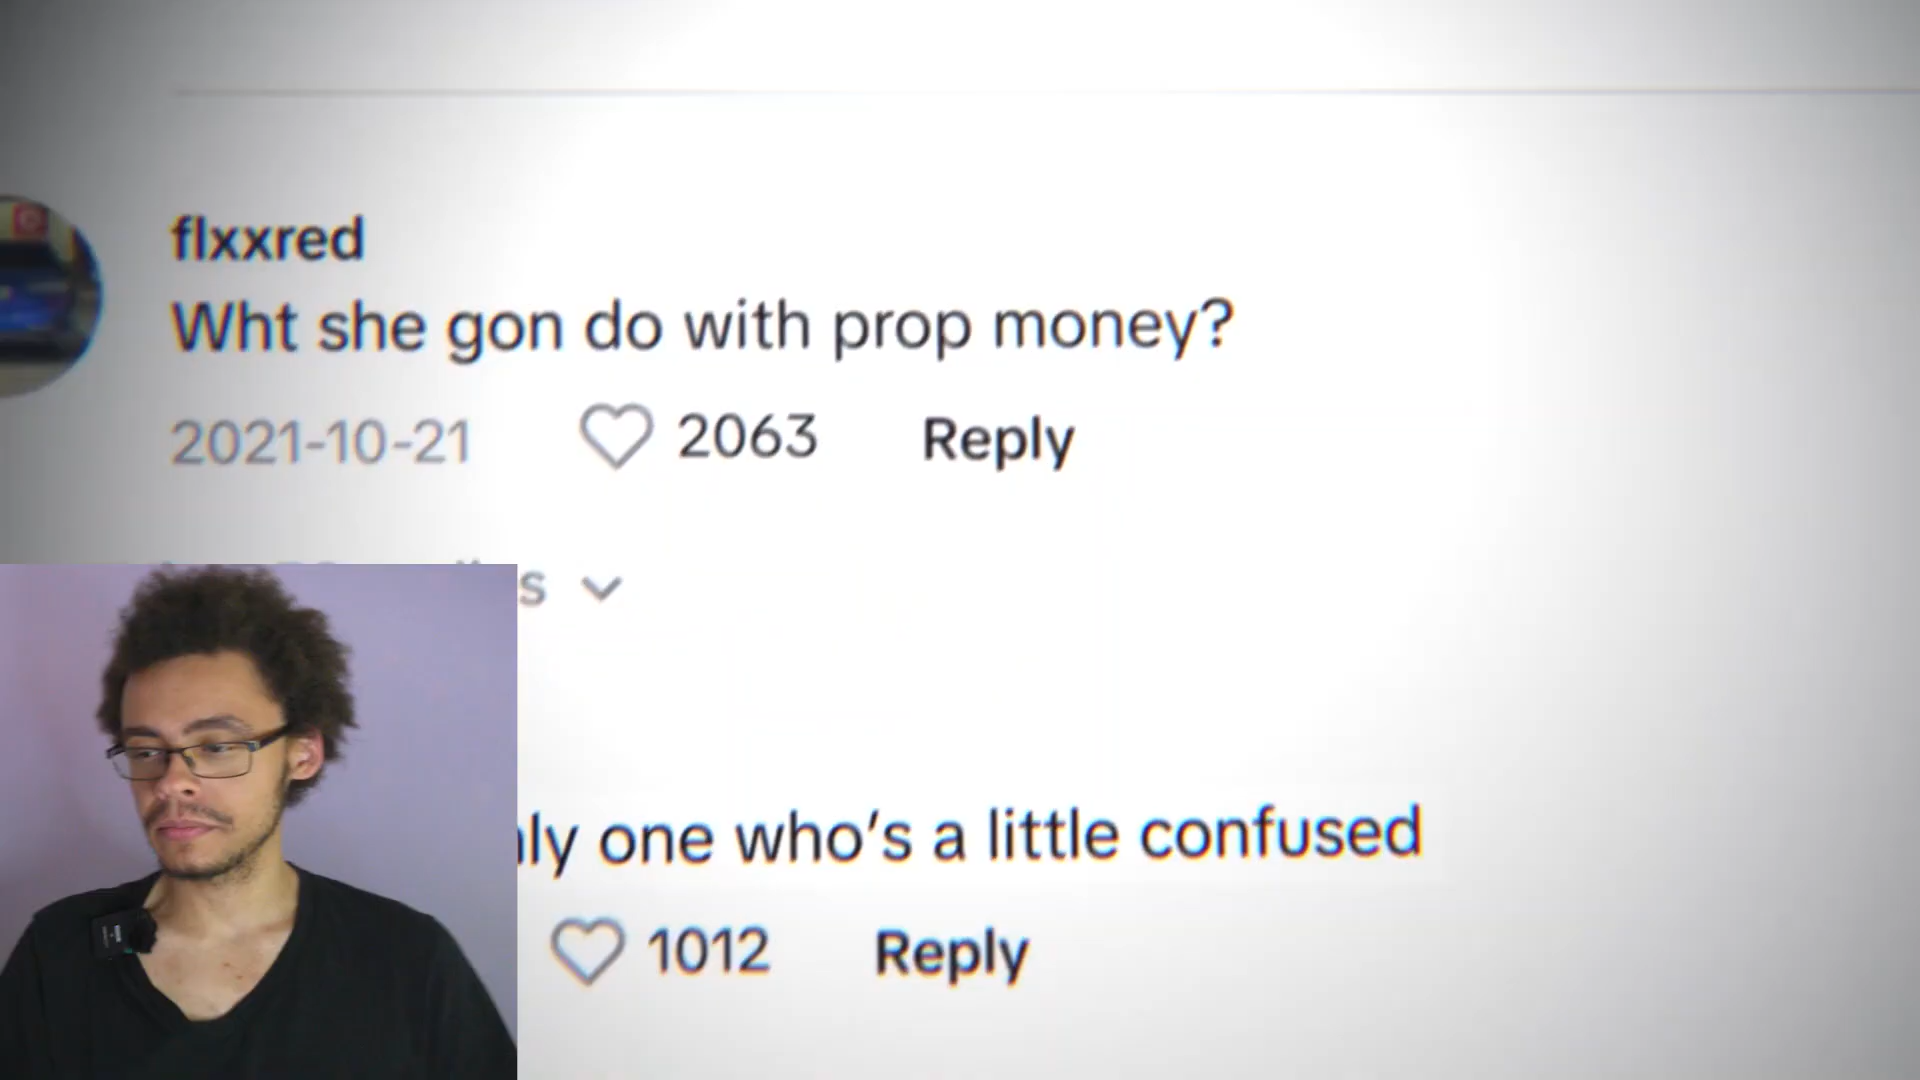 flxxred
Wht she gon do with prop money?
2021-10-21 2063 Reply
one who's a little confused
1012 Reply